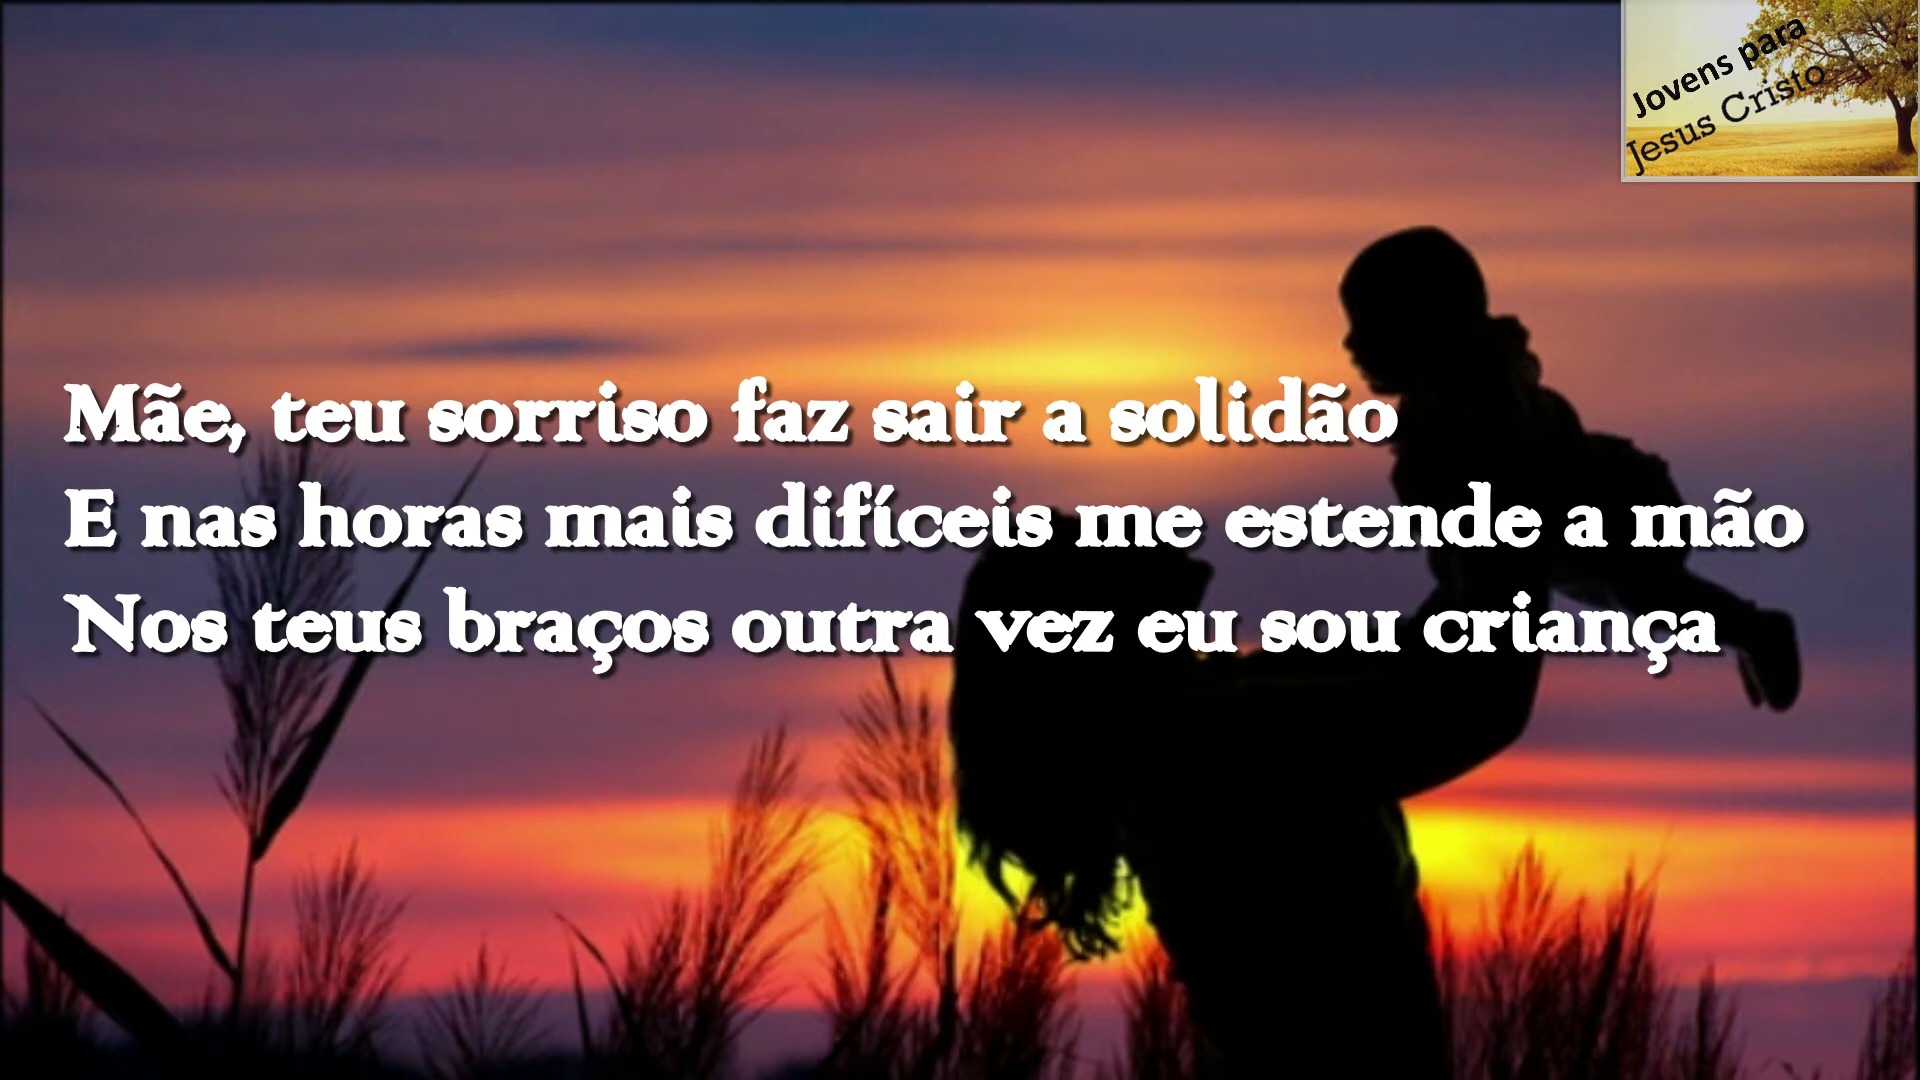 Jovens para
Jesus Cristo
Mãe, teu sorriso faz sair a solidão
E nas horas mais difíceis me estende a mão
Nos teus braços outra vez eu sou criança